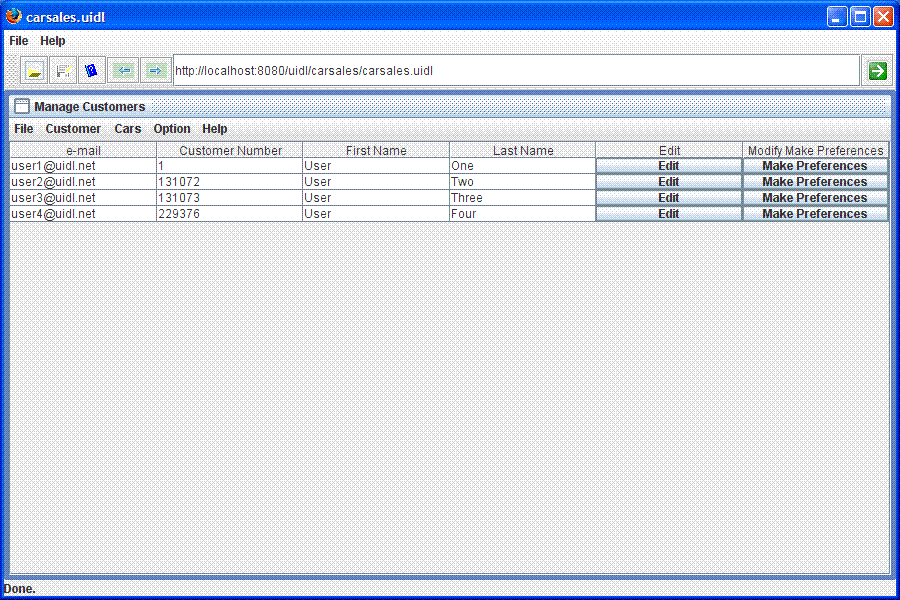 carsales.uidl
File Help
http://localhost:8080/uidl/carsales/carsales.uidl
Manage Customers
File Customer Cars Option Help
e-mail Customer Number First Name Last Name Edit Modify Make Preferences
user1@uidl.net 1 User One Edit Make Preferences
user2@uidl.net 131072 User Two Edit Make Preferences
user3@uidl.net 131073 User Three Edit Make Preferences
user4@uidl.net 229376 User Four Edit Make Preferences
Done.